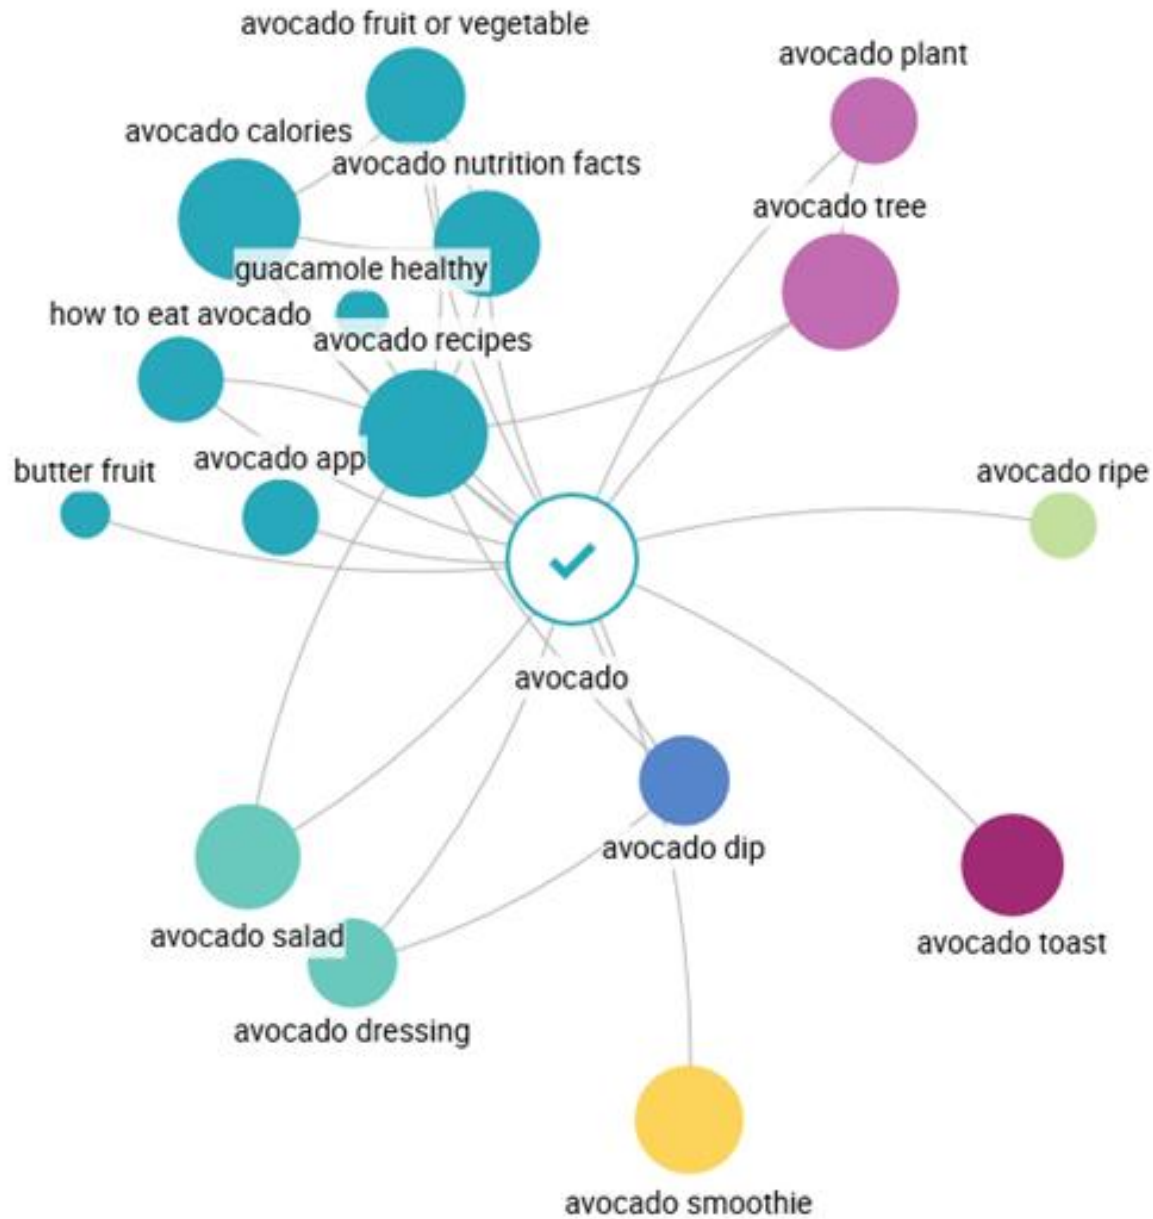 avocado fruit or vegetable
avocado plant
avocado calories
avocado nutrition facts
avocado tree
guacamole healthy
how to eat avocado
avocado recipes
avocado app
butter fruit
avocado ripe
avocado
avocado dip
avocado salad
avocado toast
avocado dressing
avocado smoothie